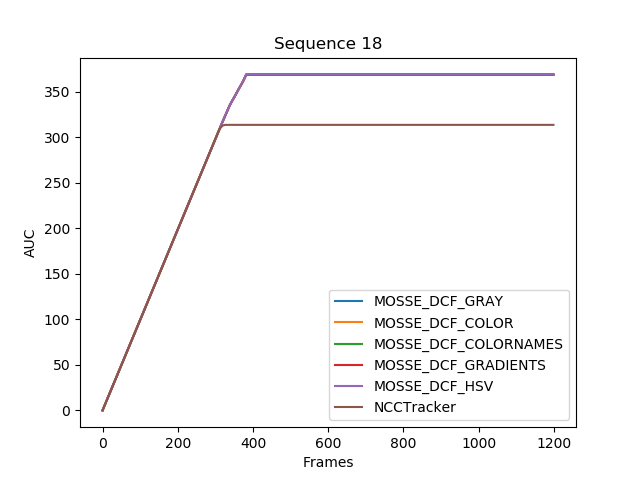 Sequence 18
AUC
350
300
250
200
150
100
50
0
0 200 400 600 800 1000 1200
Frames
MOSSE_DCF_GRAY
MOSSE_DCF_COLOR
MOSSE_DCF_COLORNAMES
MOSSE_DCF_GRADIENTS
MOSSE_DCF_HSV
NCCTracker